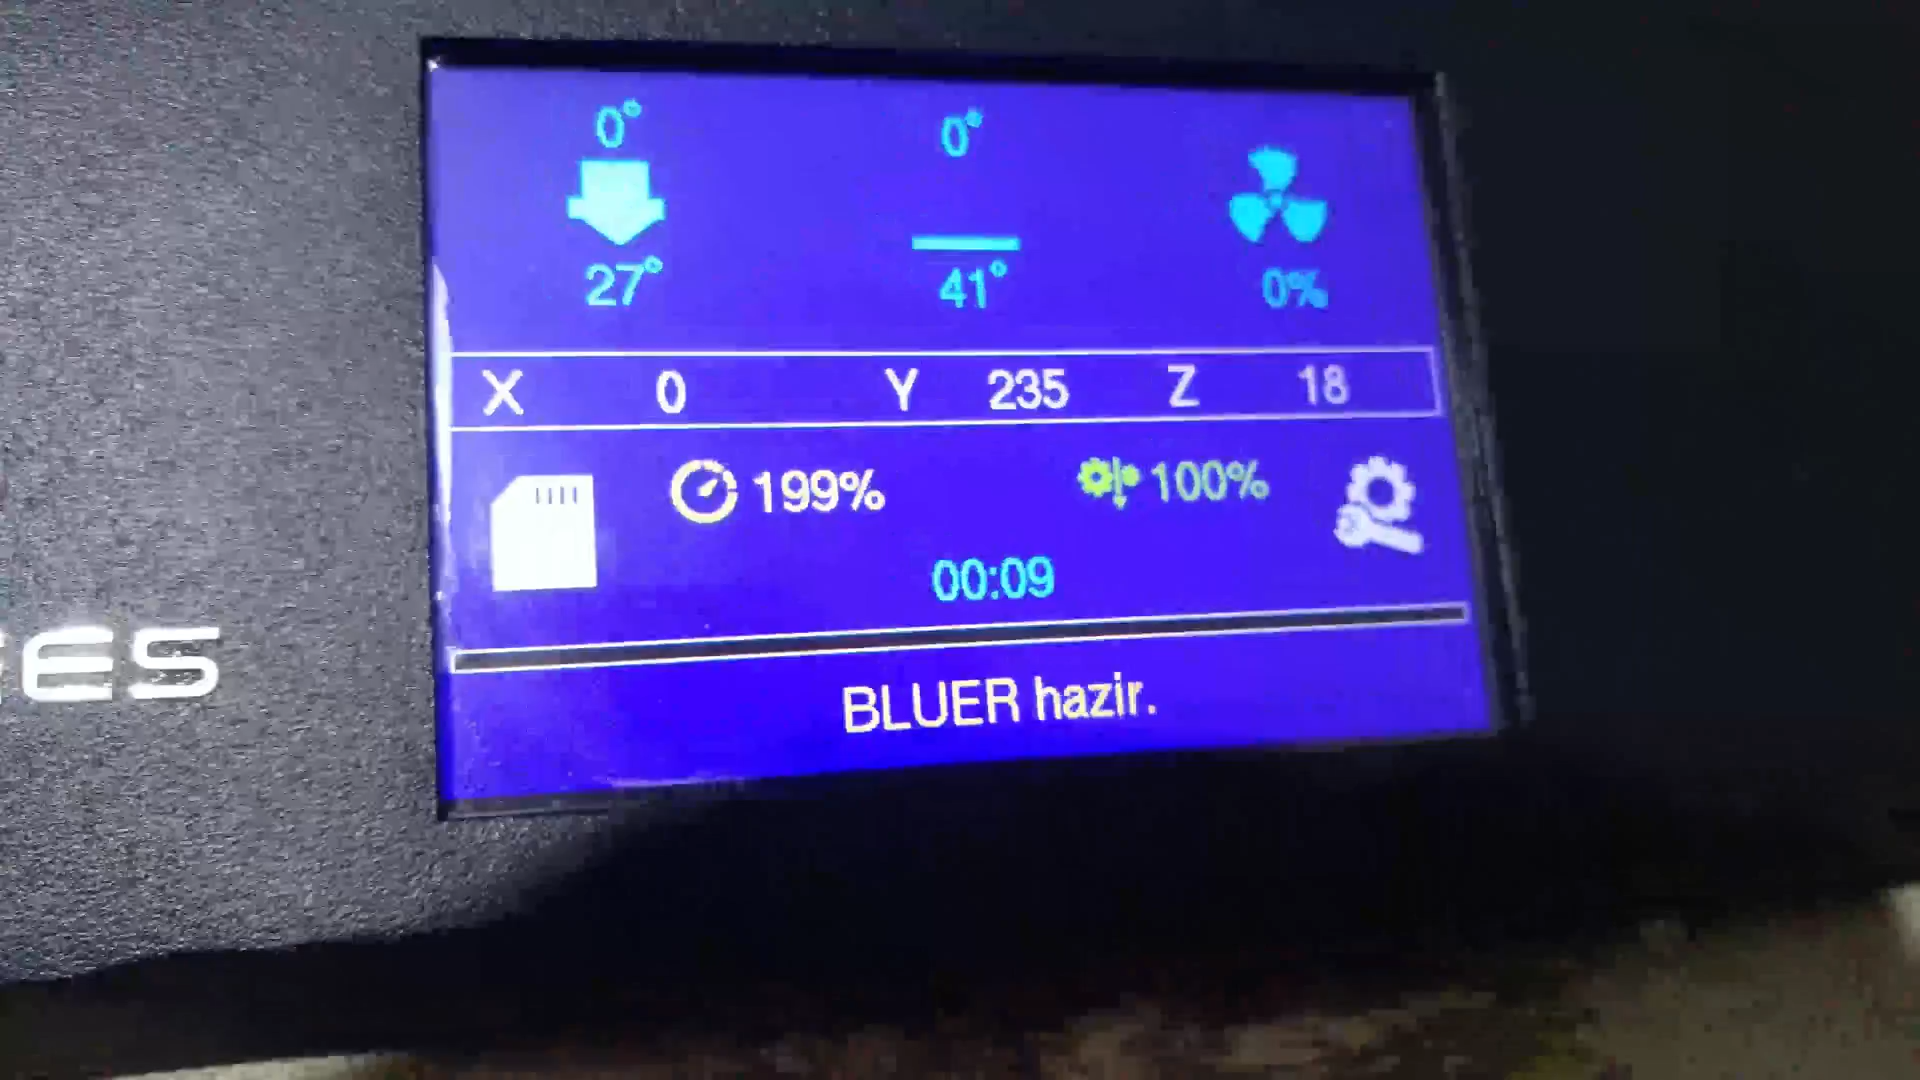 0° 0°
27° 41° 0%
X 0 Y 235 Z 18
199% 100%
00:09
ES
BLUER hazir.